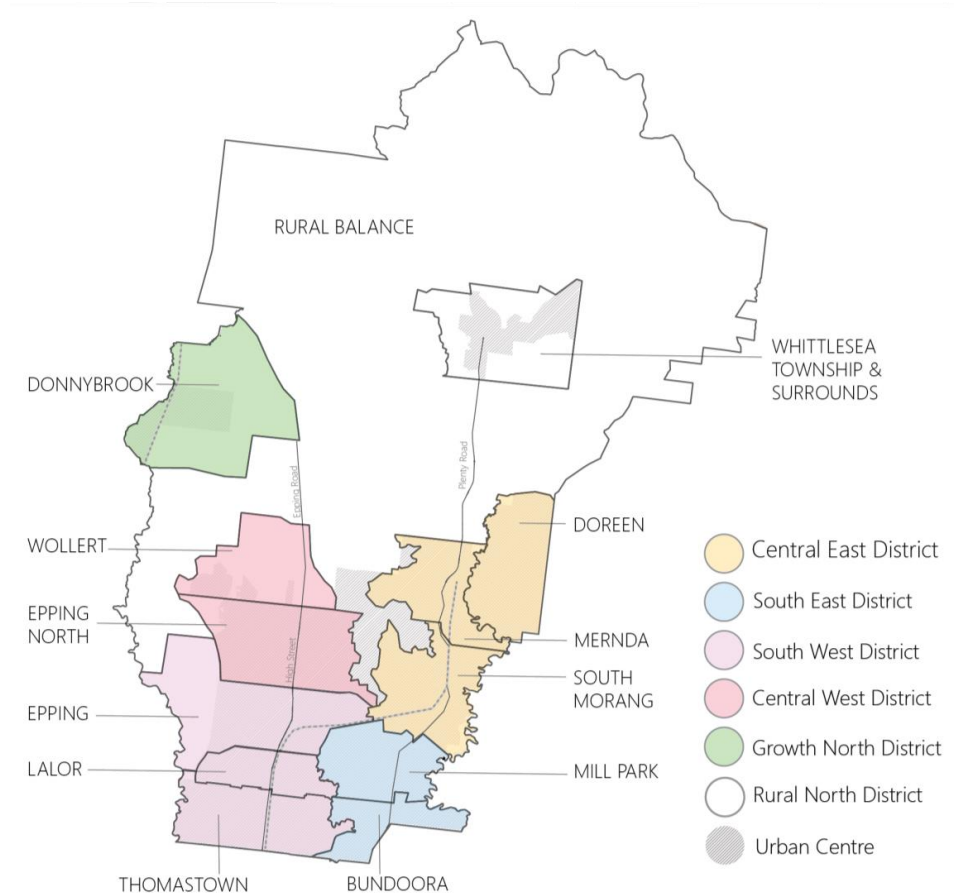 RURAL BALANCE
WHITTLESEA
TOWNSHIP &
SURROUNDS
DONNYBROOK
Plenty Road
Epping Road
DOREEN
WOLLERT
EPPING
NORTH
MERNDA
High Street
SOUTH
MORANG
EPPING
LALOR
MILL PARK
THOMASTOWN
BUNDOORA
Central East District
South East District
South West District
Central West District
Growth North District
Rural North District
Urban Centre